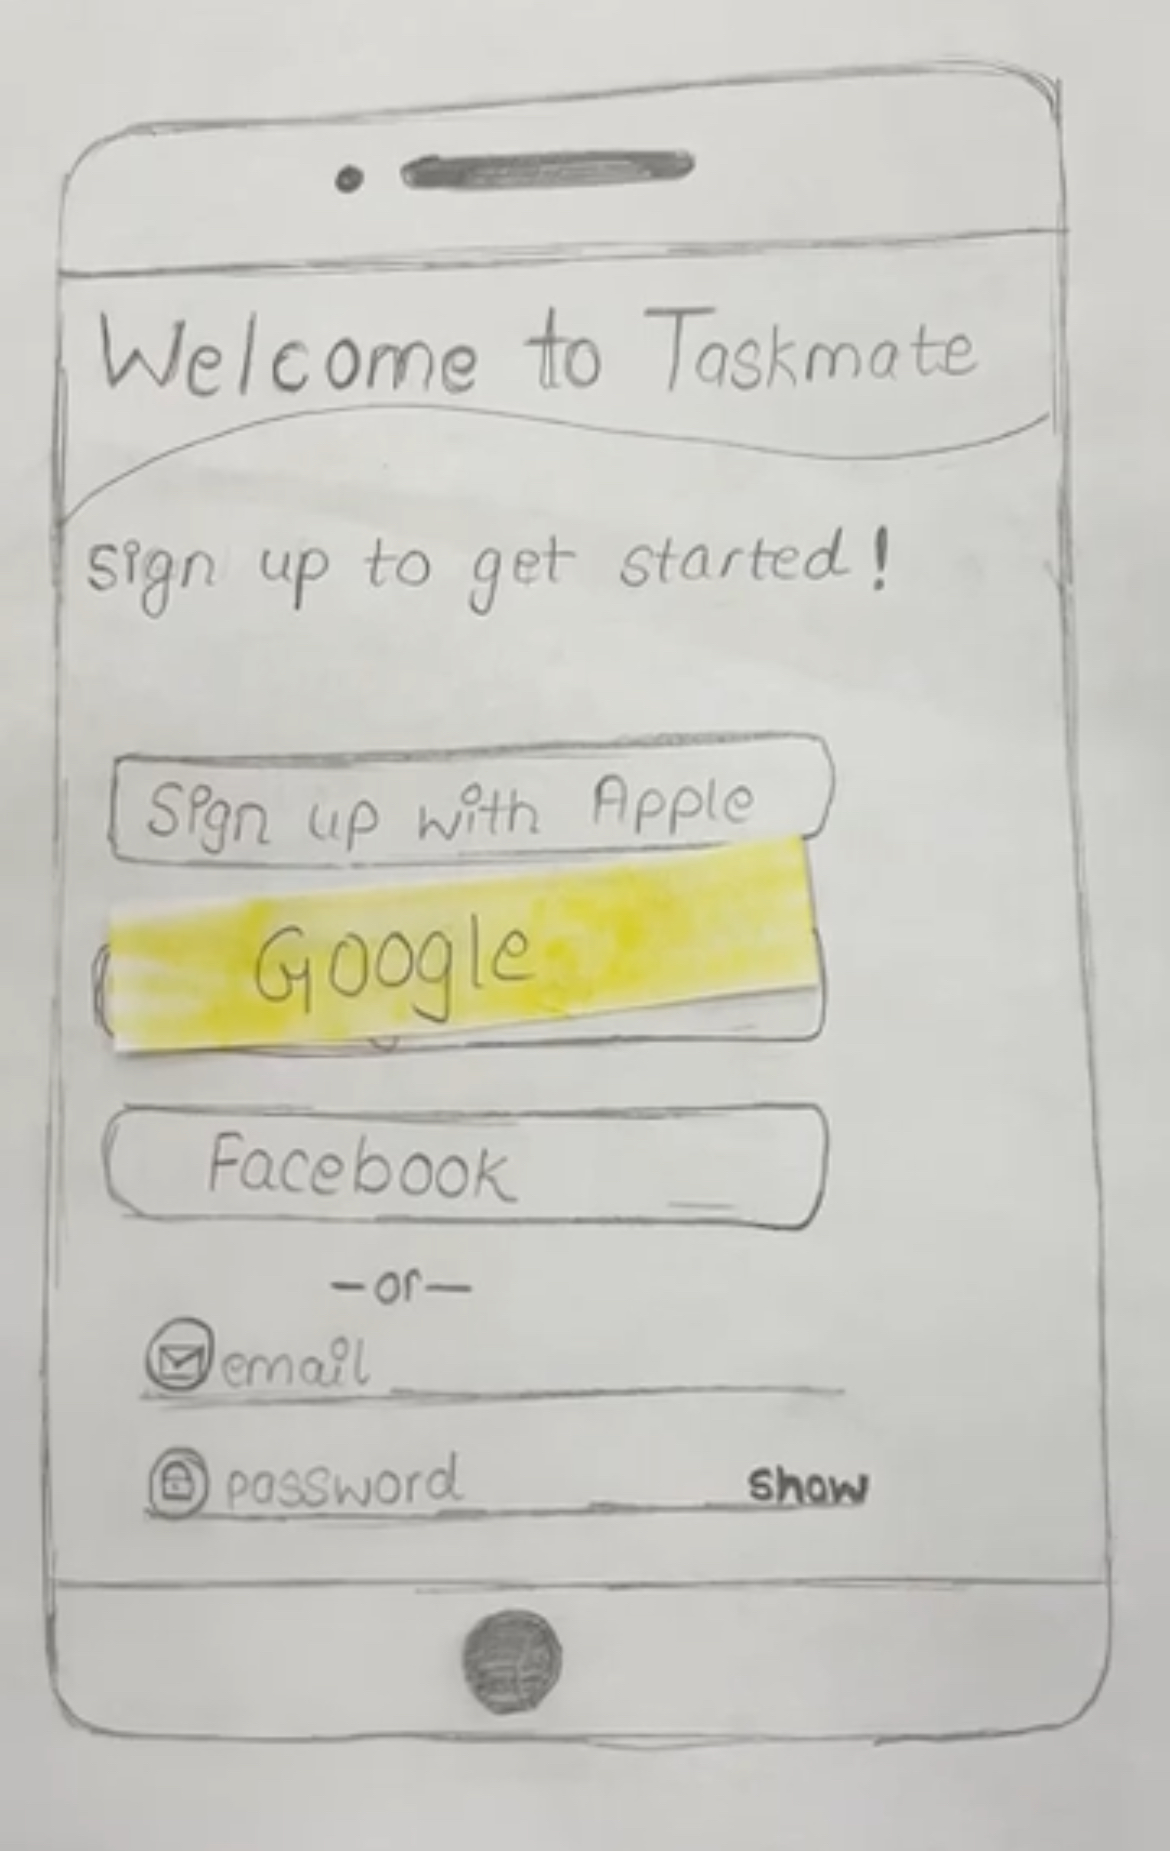 Welcome to Taskmate
sign up to get started!
Sign up with Apple
Google
Facebook
-or-
email
password show